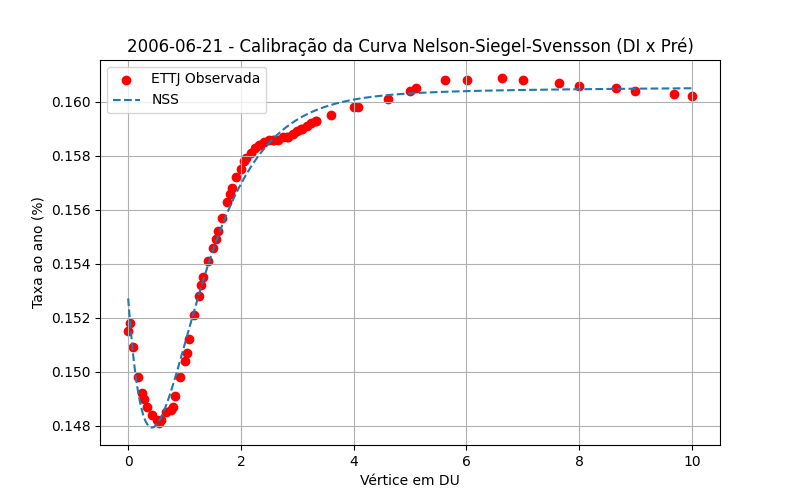 2006-06-21 - Calibração da Curva Nelson-Siegel-Svensson (DI x Pré)
ETTJ Observada
NSS
Taxa ao ano (%)
0.160
0.158
0.156
0.154
0.152
0.150
0.148
0 2 4 6 8 10
Vértice em DU